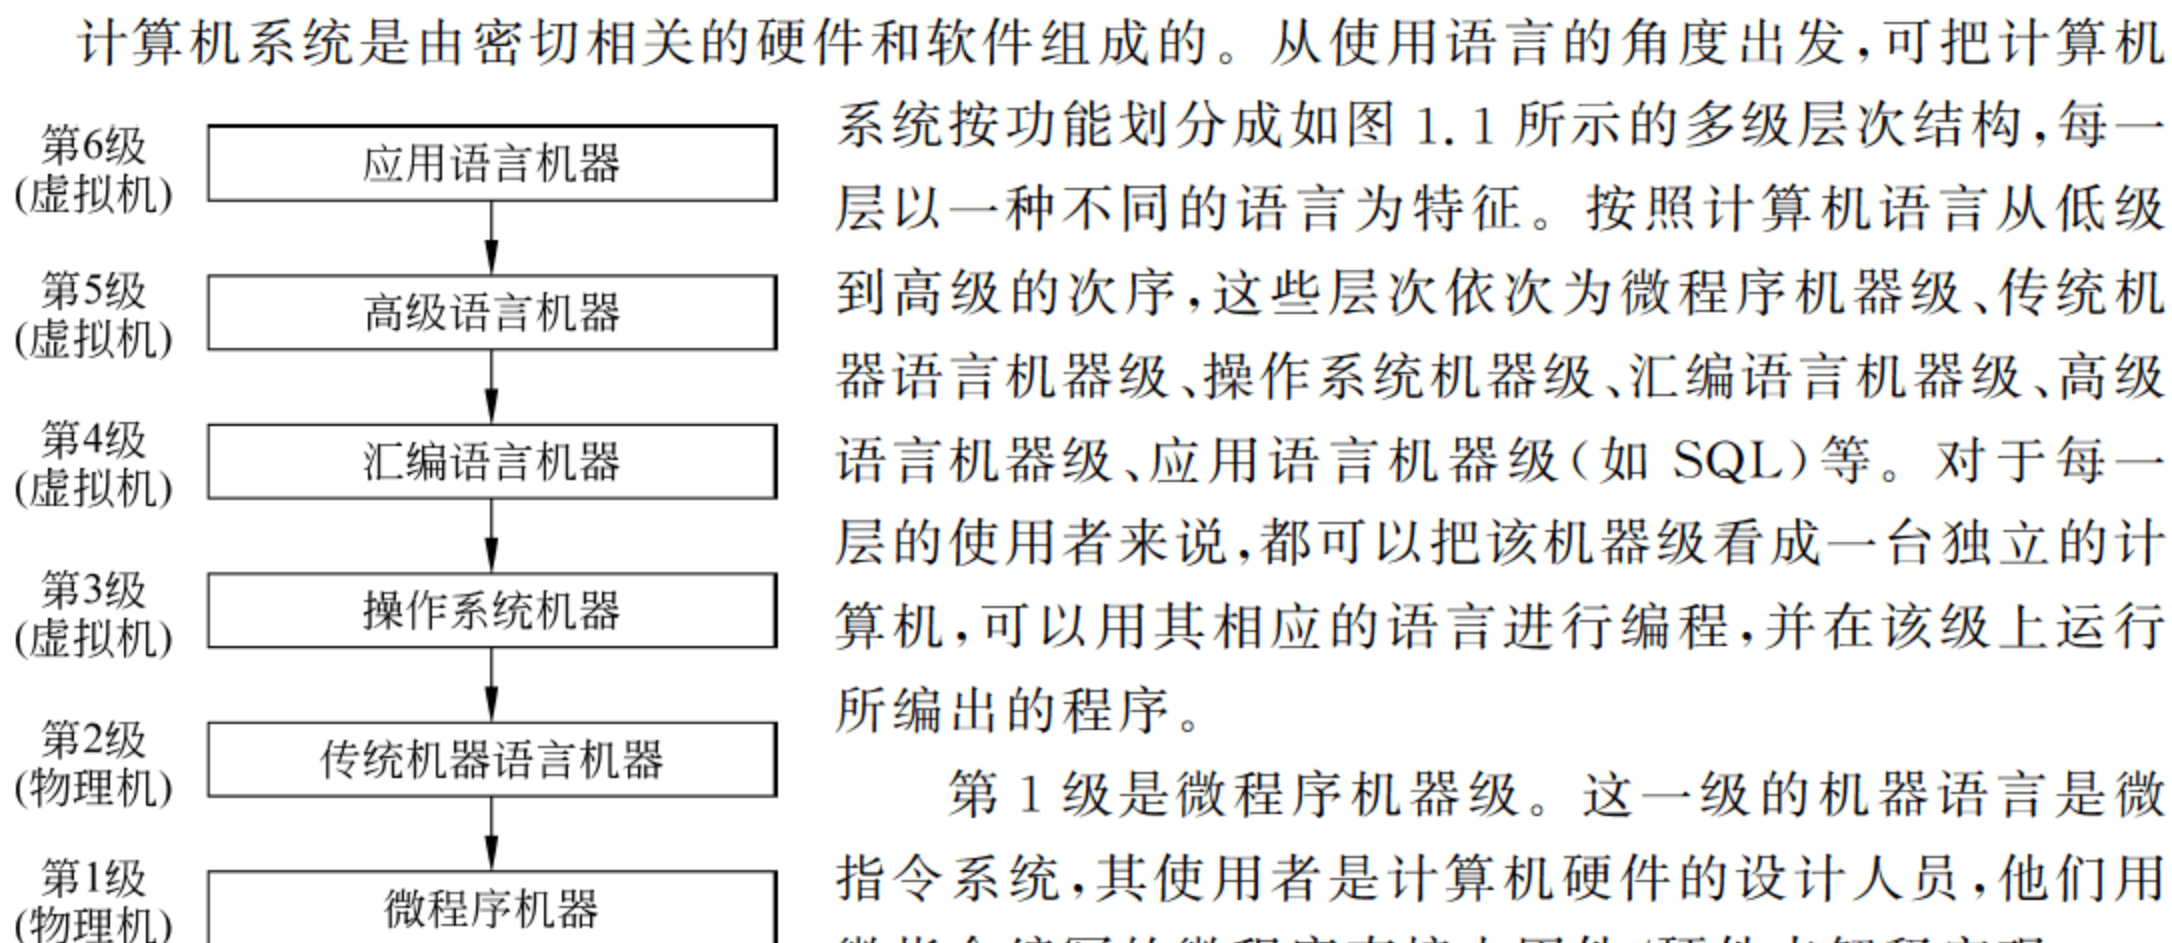 计算机系统是由密切相关的硬件和软件组成的。从使用语言的角度出发,可把计算机
系统按功能划分成如图 1.1 所示的多级层次结构,每一
层以一种不同的语言为特征。按照计算机语言从低级
到高级的次序,这些层次依次为微程序机器级、传统机
器语言机器级、操作系统机器级、汇编语言机器级、高级
语言机器级、应用语言机器级(如 SQL)等。对于每一
层的使用者来说,都可以把该机器级看成一台独立的计
算机,可以用其相应的语言进行编程,并在该级上运行
所编出的程序。
第 1 级是微程序机器级。这一级的机器语言是微
指令系统,其使用者是计算机硬件的设计人员,他们用
第6级
(虚拟机)
应用语言机器
第5级
(虚拟机)
高级语言机器
第4级
(虚拟机)
汇编语言机器
第3级
(虚拟机)
操作系统机器
第2级
(物理机)
传统机器语言机器
第1级
(物理机)
微程序机器